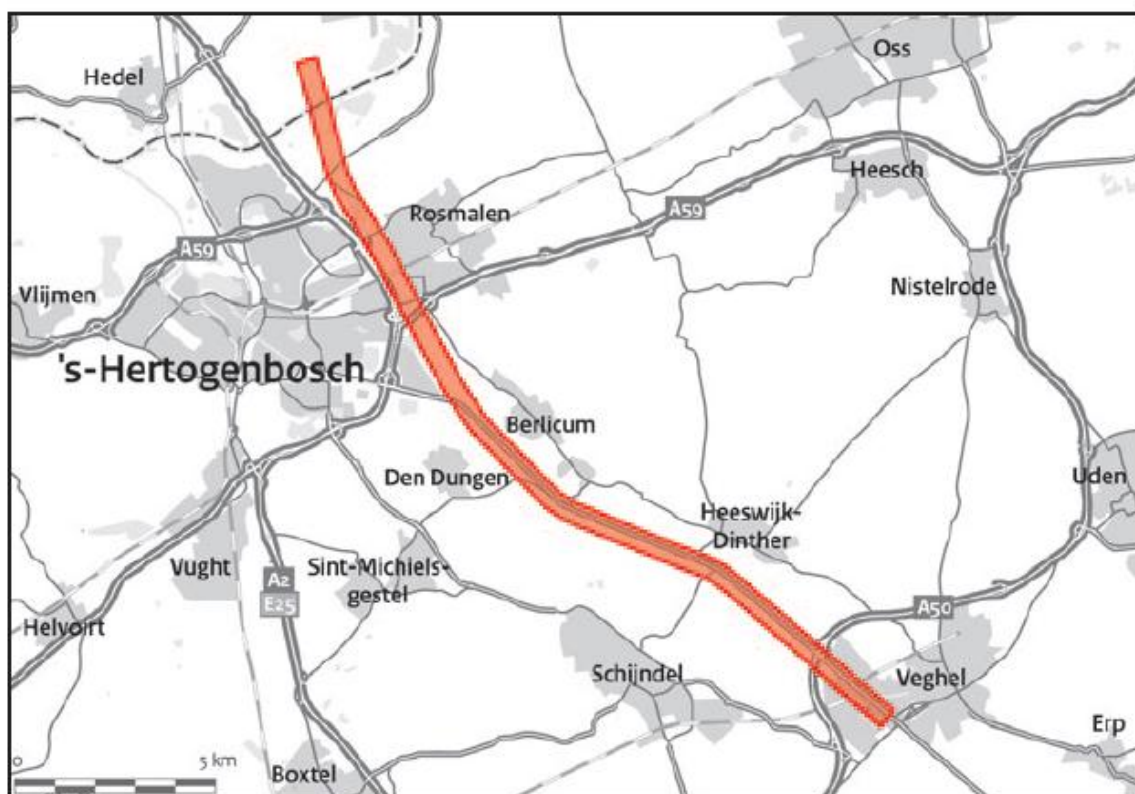 Oss
Hedel
Heesch
Rosmalen
A59
A59
Vlijmen
Nistelrode
's-Hertogenbosch
Berlicum
Den Dungen
Uden
Heeswijk-
Dinther
Vught
Sint-Michiels-
gestel
A2
E25
A50
Helvoirt
Schijndel
Veghel
Erp
0
5 km
Boxtel